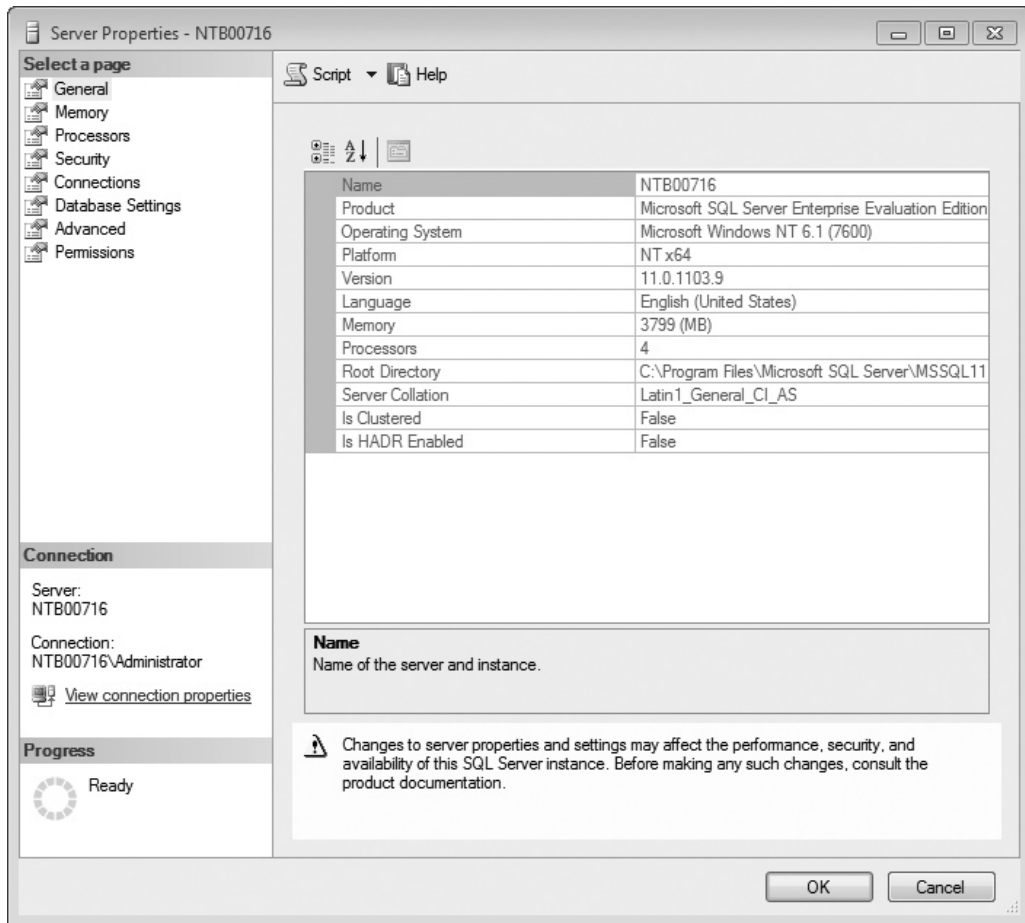 Server Properties - NTB00716
Select a page
General
Memory
Processors
Security
Connections
Database Settings
Advanced
Permissions
Connection
Server:
NTB00716
Connection:
NTB00716\Administrator
View connection properties
Progress
Ready
Script Help
A
Z
Name NTB00716
Product Microsoft SQL Server Enterprise Evaluation Edition
Operating System Microsoft Windows NT 6.1 (7600)
Platform NT x64
Version 11.0.1103.9
Language English (United States)
Memory 3799 (MB)
Processors 4
Root Directory C:\Program Files\Microsoft SQL Server\MSSQL11
Server Collation Latin1_General_CI_AS
Is Clustered False
Is HADR Enabled False
Name
Name of the server and instance.
Changes to server properties and settings may affect the performance, security, and
availability of this SQL Server instance. Before making any such changes, consult the
product documentation.
OK Cancel